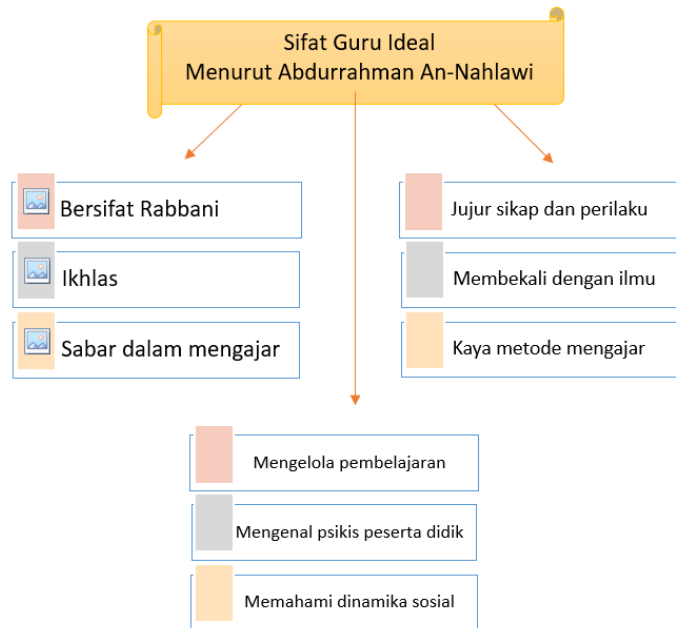 Sifat Guru Ideal
Menurut Abdurrahman An-Nahlawi
Bersifat Rabbani
Ikhlas
Sabar dalam mengajar
Jujur sikap dan perilaku
Membekali dengan ilmu
Kaya metode mengajar
Mengelola pembelajaran
Mengenal psikis peserta didik
Memahami dinamika sosial